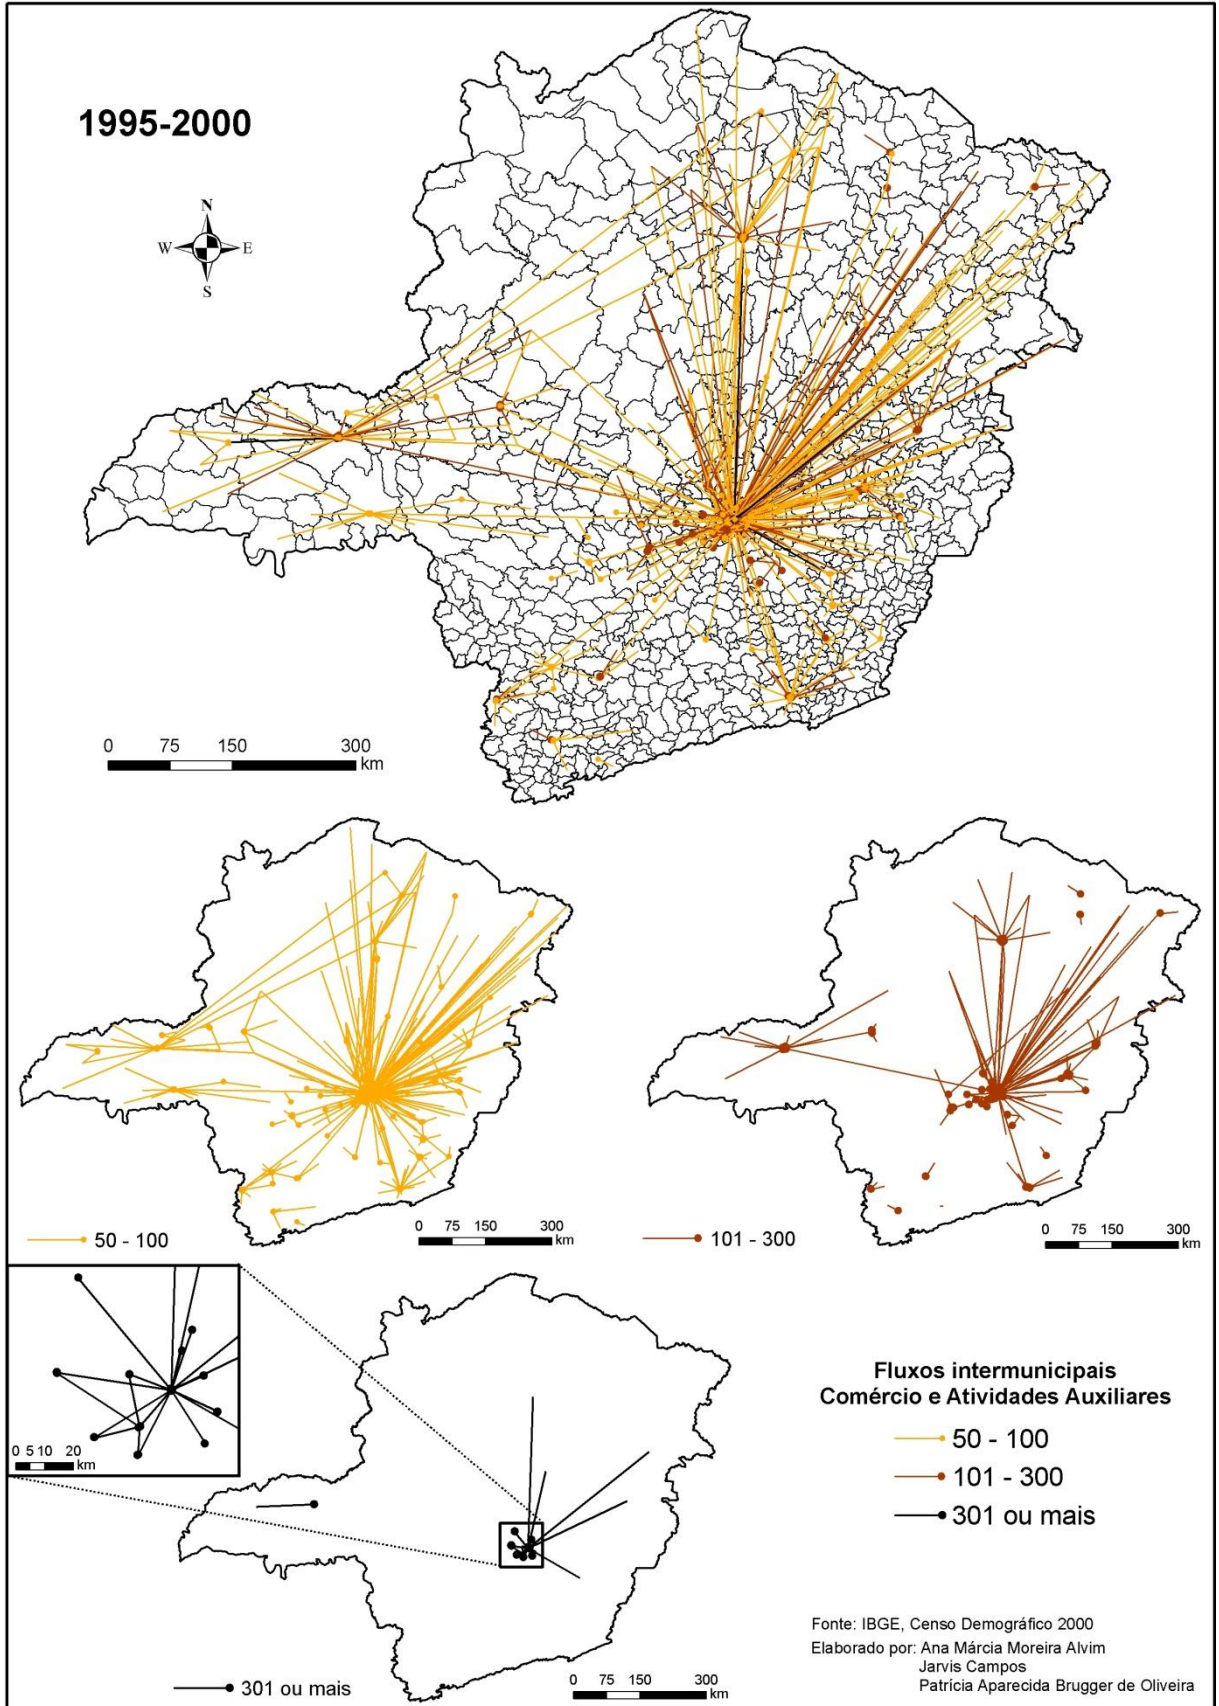 1995-2000
N
W E
S
0 75 150 300
km
50 - 100
0 75 150 300
km
101 - 300
0 75 150 300
km
0 5 10 20
km
Fluxos intermunicipais
Comércio e Atividades Auxiliares
50 - 100
101 - 300
301 ou mais
301 ou mais
0 75 150 300
km
Fonte: IBGE, Censo Demográfico 2000
Elaborado por: Ana Márcia Moreira Alvim
Jarvis Campos
Patrícia Aparecida Brugger de Oliveira